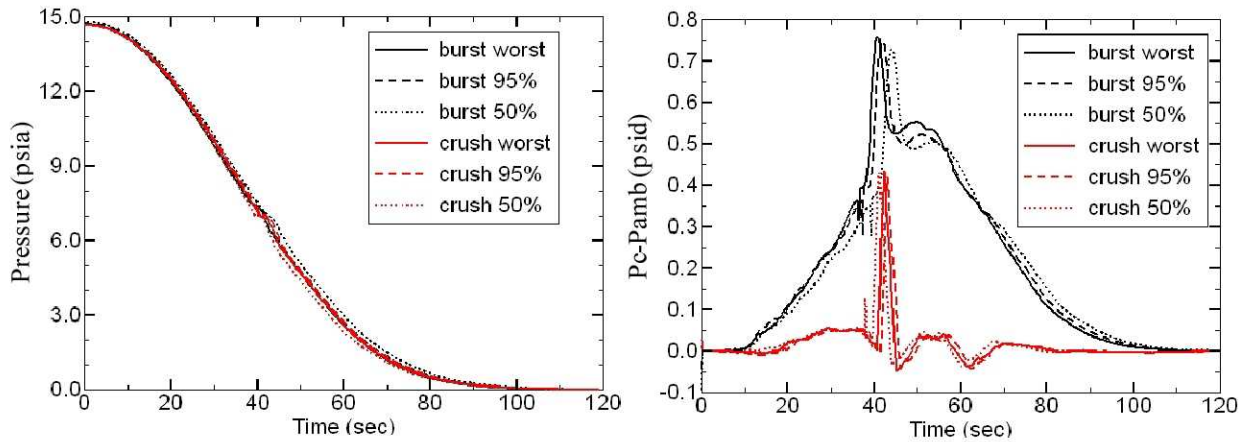 15.0
12.0
9.0
6.0
3.0
0.0
Pressure (psia)
burst worst
burst 95%
burst 50%
crush worst
crush 95%
crush 50%
0 20 40 60 80 100 120
Time (sec)
0.8
0.7
0.6
0.5
0.4
0.3
0.2
0.1
0.0
-0.1
Pc-Pamb (psid)
burst worst
burst 95%
burst 50%
crush worst
crush 95%
crush 50%
0 20 40 60 80 100 120
Time (sec)